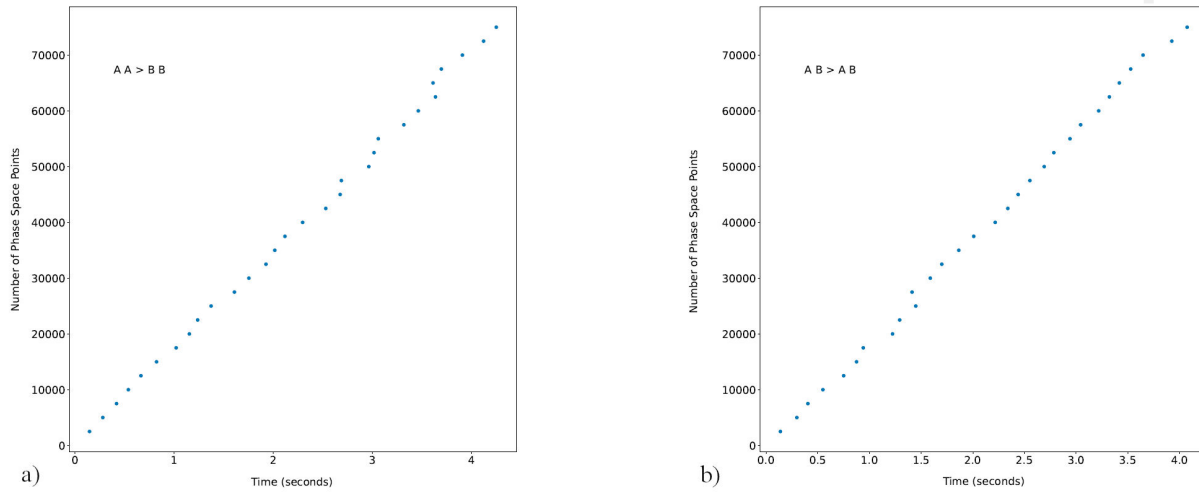 70000
60000
50000
40000
30000
20000
10000
0
Number of Phase Space Points
A A > B B
0 1 2 3 4
Time (seconds)
a)
70000
60000
50000
40000
30000
20000
10000
0
Number of Phase Space Points
A B > A B
0.0 0.5 1.0 1.5 2.0 2.5 3.0 3.5 4.0
Time (seconds)
b)